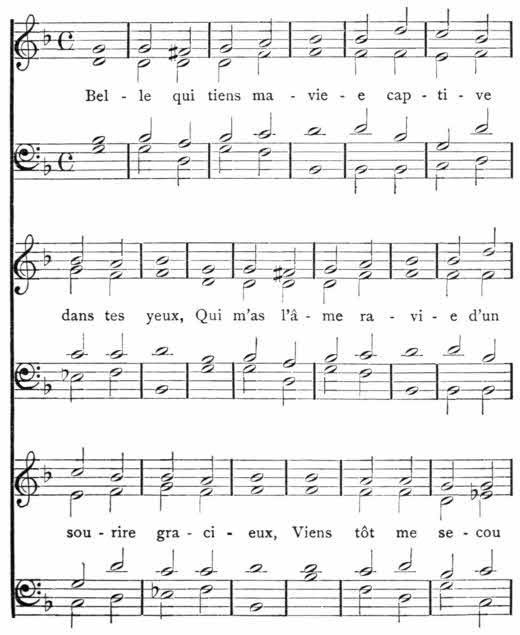 Bel - le qui tiens ma - vie - e cap - ti - ve
dans tes yeux, Qui m'as l'â - me ra - vi - e d'un
sou - rire gra - ci - eux, Viens tôt me se - cou